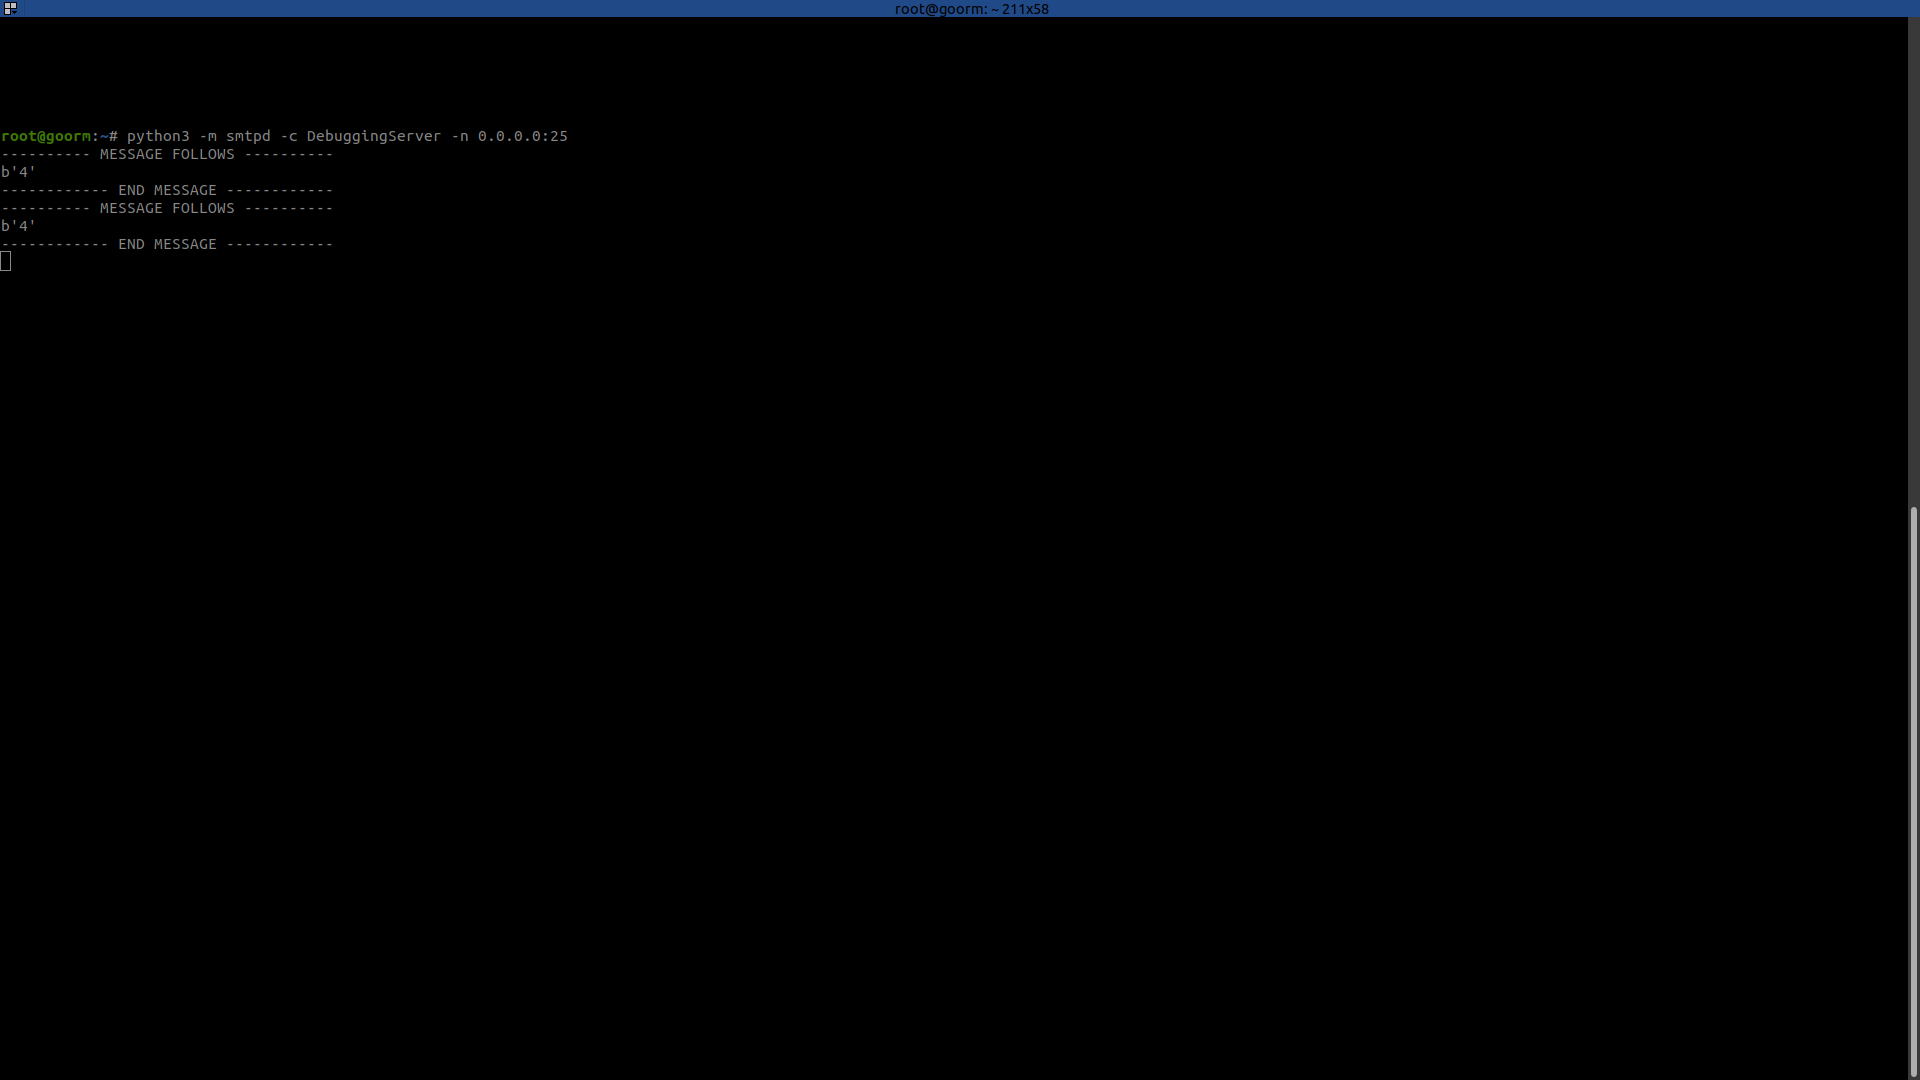 root@goorm: ~ 211x58
root@goorm:~# python3 -m smtpd -c DebuggingServer -n 0.0.0.0:25
---------- MESSAGE FOLLOWS ----------
b'4'
------------ END MESSAGE ------------
---------- MESSAGE FOLLOWS ----------
b'4'
------------ END MESSAGE ------------